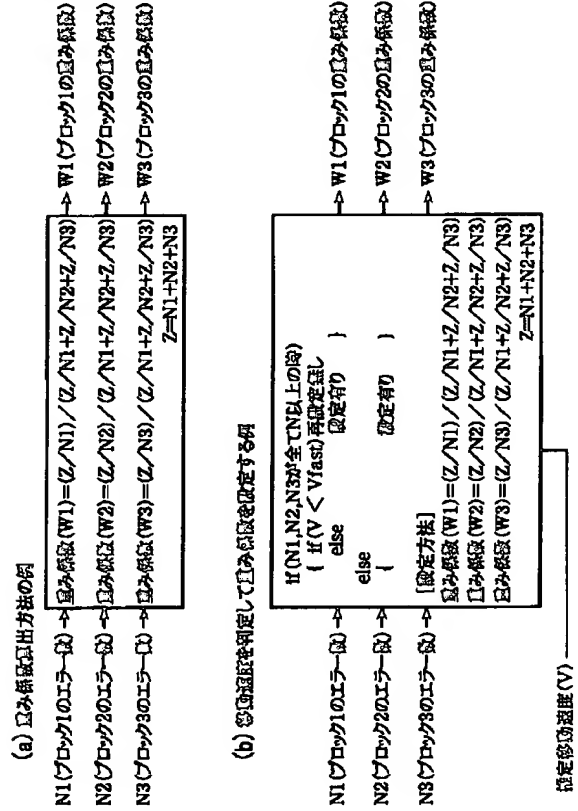 (a) 重み係数算出方法の例
N1(ブロック1のエラー数) → 重み係数(W1)=(Z/N1)/(Z/N1+Z/N2+Z/N3) → W1(ブロック1の重み係数)
N2(ブロック2のエラー数) → 重み係数(W2)=(Z/N2)/(Z/N1+Z/N2+Z/N3) → W2(ブロック2の重み係数)
N3(ブロック3のエラー数) → 重み係数(W3)=(Z/N3)/(Z/N1+Z/N2+Z/N3) → W3(ブロック3の重み係数)
Z=N1+N2+N3
(b) 移動速度を判定して重み係数を設定する例
if(N1,N2,N3が全てN以上の時)
{ if(V < Vfast)再設定無し
N1(ブロック1のエラー数) → else 設定有り } → W1(ブロック1の重み係数)
else
N2(ブロック2のエラー数) → { 設定有り } → W2(ブロック2の重み係数)
N3(ブロック3のエラー数) → [設定方法] → W3(ブロック3の重み係数)
重み係数(W1)=(Z/N1)/(Z/N1+Z/N2+Z/N3)
重み係数(W2)=(Z/N2)/(Z/N1+Z/N2+Z/N3)
重み係数(W3)=(Z/N3)/(Z/N1+Z/N2+Z/N3)
Z=N1+N2+N3
推定移動速度(V)